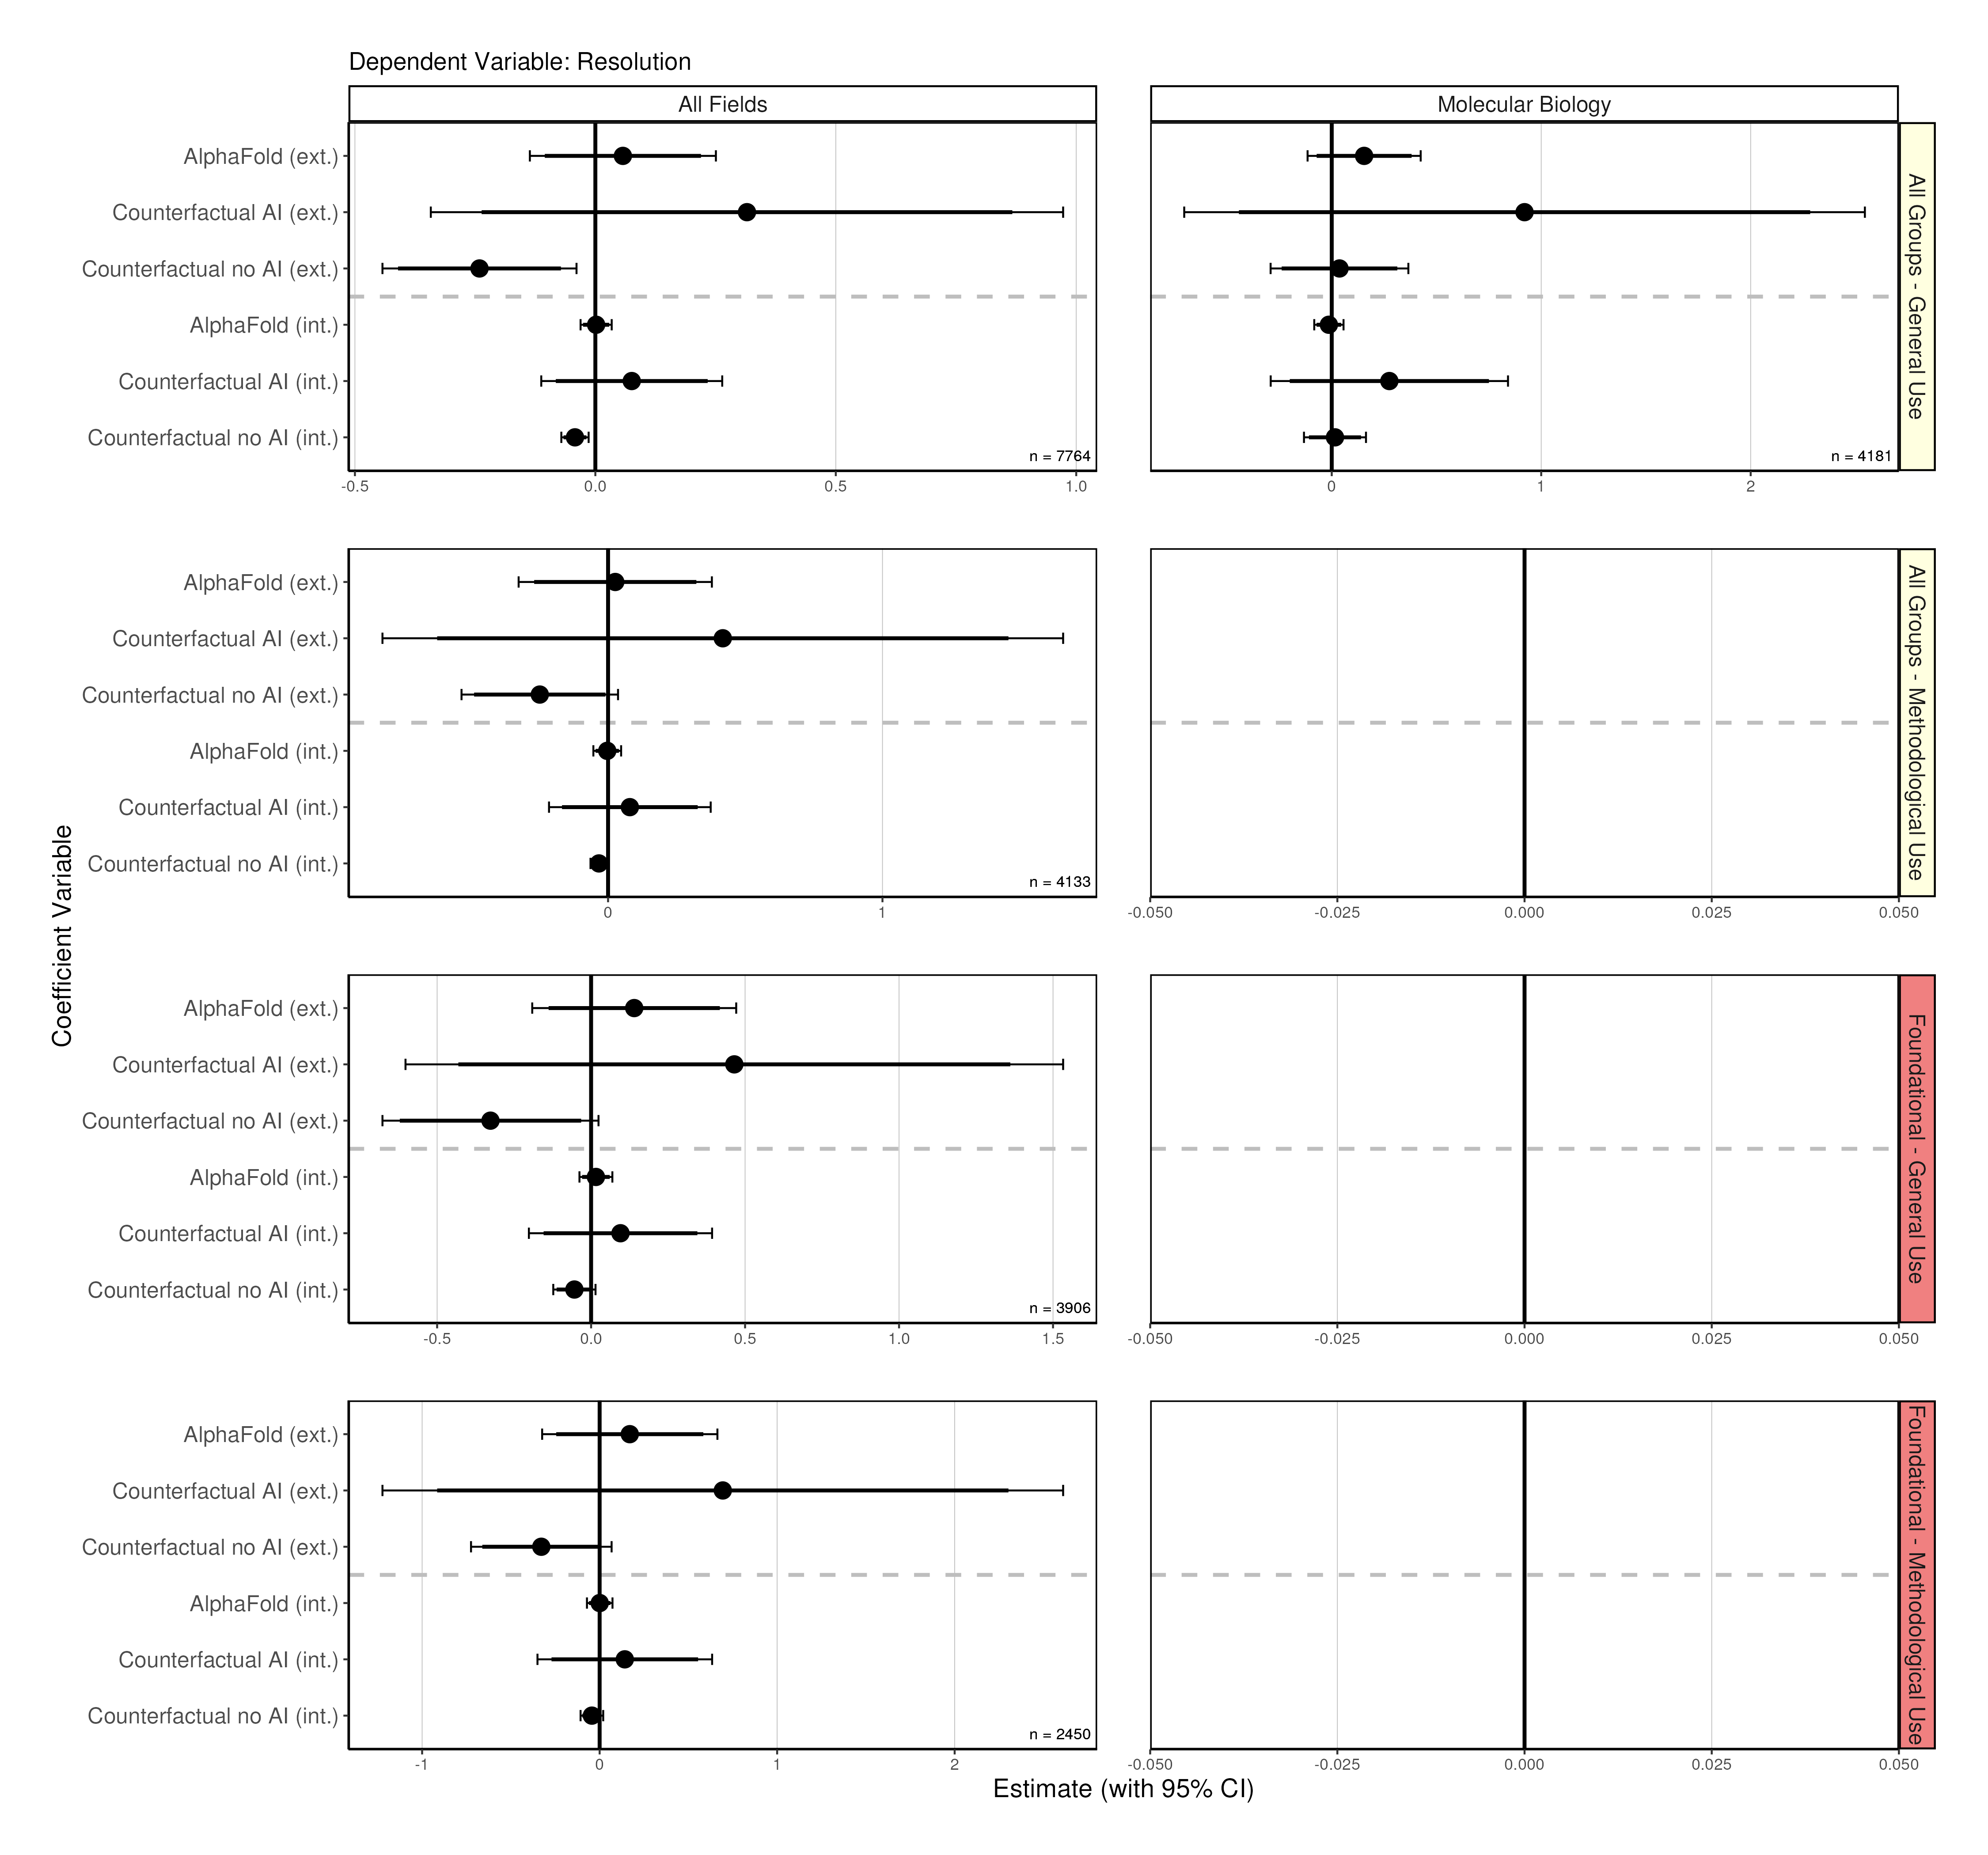 Dependent Variable: Resolution
All Fields
Molecular Biology
AlphaFold (ext.)
Counterfactual AI (ext.)
Counterfactual no AI (ext.)
AlphaFold (int.)
Counterfactual AI (int.)
Counterfactual no AI (int.)
n = 7764
n = 4181
All Groups - General Use
-0.5 0.0 0.5 1.0
0 1 2
AlphaFold (ext.)
Counterfactual AI (ext.)
Counterfactual no AI (ext.)
AlphaFold (int.)
Counterfactual AI (int.)
Counterfactual no AI (int.)
n = 4133
All Groups - Methodological Use
0 1
-0.050 -0.025 0.000 0.025 0.050
Coefficient Variable
AlphaFold (ext.)
Counterfactual AI (ext.)
Counterfactual no AI (ext.)
AlphaFold (int.)
Counterfactual AI (int.)
Counterfactual no AI (int.)
n = 3906
Foundational - General Use
-0.5 0.0 0.5 1.0 1.5
-0.050 -0.025 0.000 0.025 0.050
AlphaFold (ext.)
Counterfactual AI (ext.)
Counterfactual no AI (ext.)
AlphaFold (int.)
Counterfactual AI (int.)
Counterfactual no AI (int.)
n = 2450
Foundational - Methodological Use
-1 0 1 2
-0.050 -0.025 0.000 0.025 0.050
Estimate (with 95% CI)